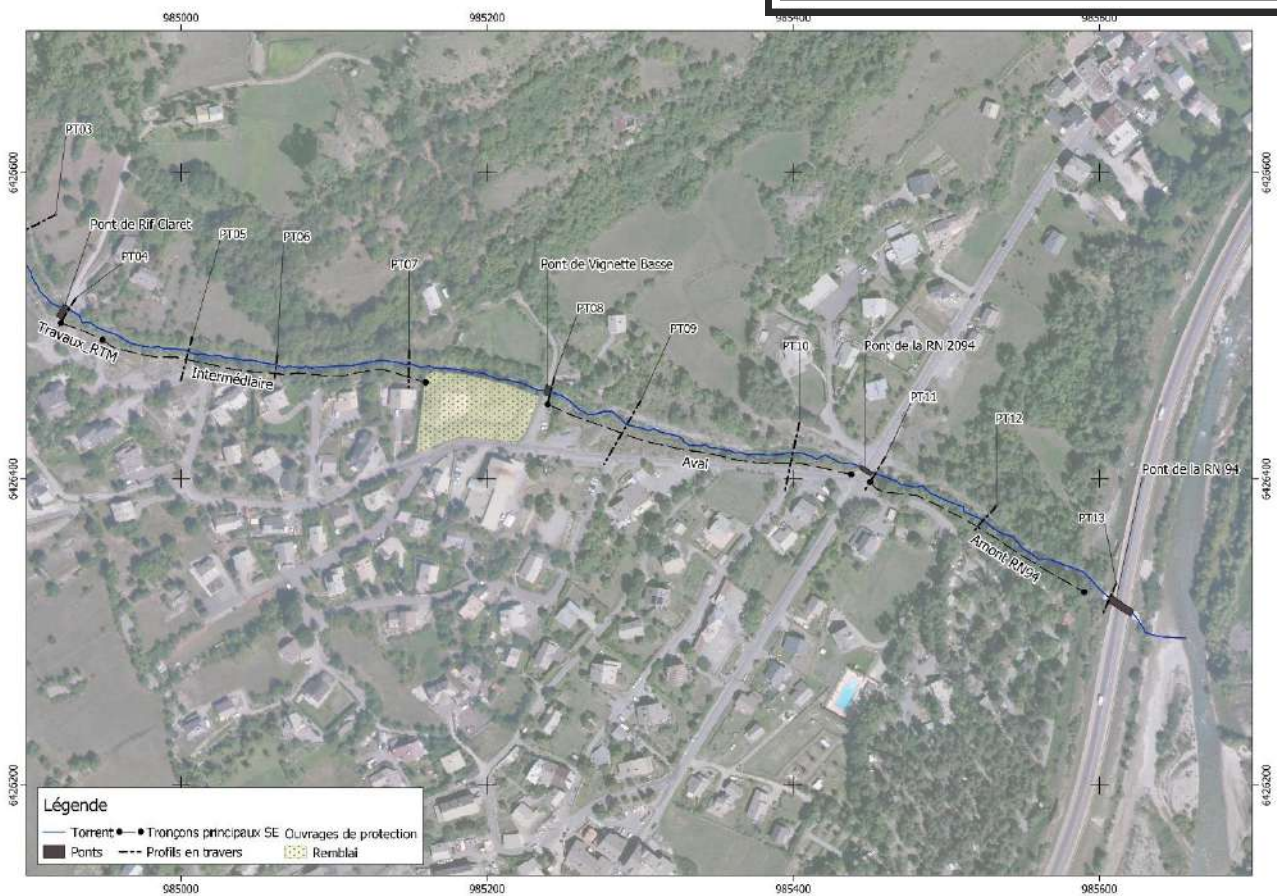 985000
985200
985400
985600
PT03
6426600
6426600
Pont de Rif Claret
PT04
PT05
PT06
PT07
Pont de Vignette Basse
PT08
PT09
PT10
Pont de la RN 2094
PT11
PT12
Pont de la RN 94
PT13
Travaux_RTM
Intermédiaire
Aval
Amont RN94
6426400
6426400
6426200
6426200
Légende
Torrent
Tronçons principaux SE
Ouvrages de protection
Ponts
Profils en travers
Remblai
985000
985200
985400
985600